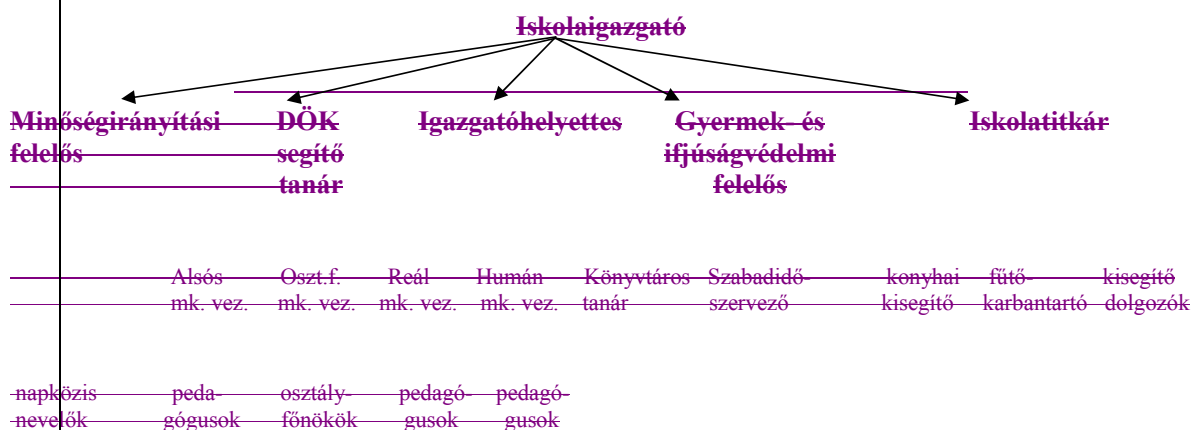 Iskolaigazgató
Minőségirányítási DÖK Igazgatóhelyettes Gyermek- és Iskolatitkár
felelős segítő ifjúságvédelmi
tanár felelős
Alsós Oszt.f. Reál Humán Könyvtáros Szabadidő- konyhai fűtő- kisegítő
mk. vez. mk. vez. mk. vez. mk. vez. tanár szervező kisegítő karbantartó dolgozók
napközis peda- osztály- pedagó- pedagó-
nevelők gógusok főnökök gusok gusok